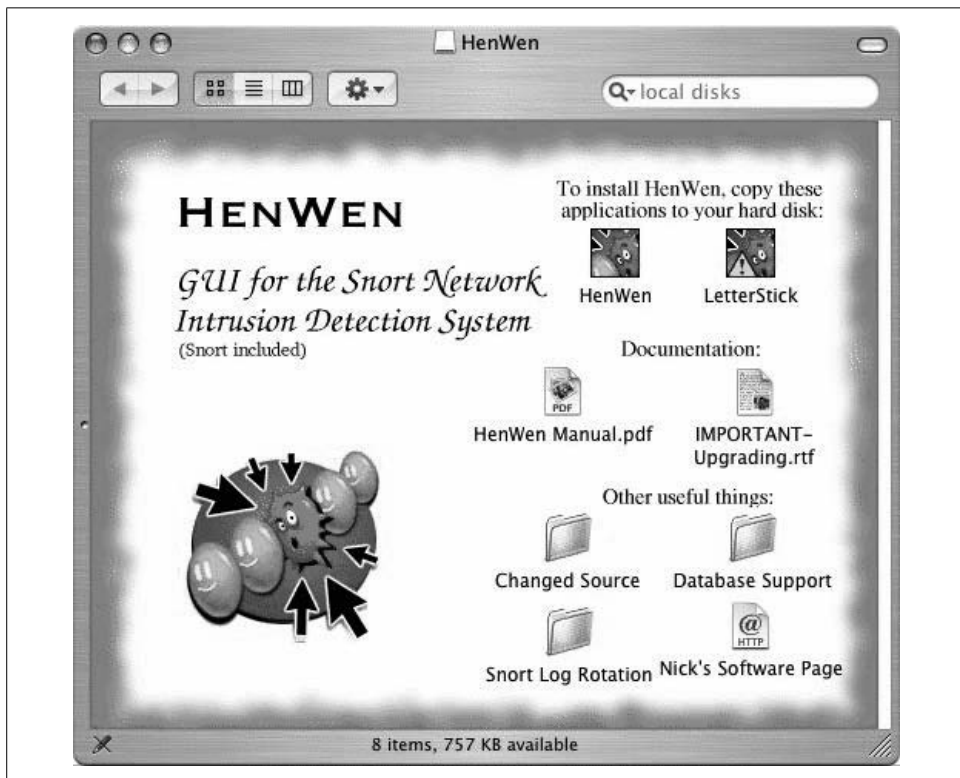 HenWen
local disks
HENWEN
GUI for the Snort Network
Intrusion Detection System
(Snort included)
To install HenWen, copy these
applications to your hard disk:
HenWen LetterStick
Documentation:
PDF
HenWen Manual.pdf IMPORTANT-
Upgrading.rtf
Other useful things:
Changed Source Database Support
@
HTTP
Snort Log Rotation Nick's Software Page
8 items, 757 KB available